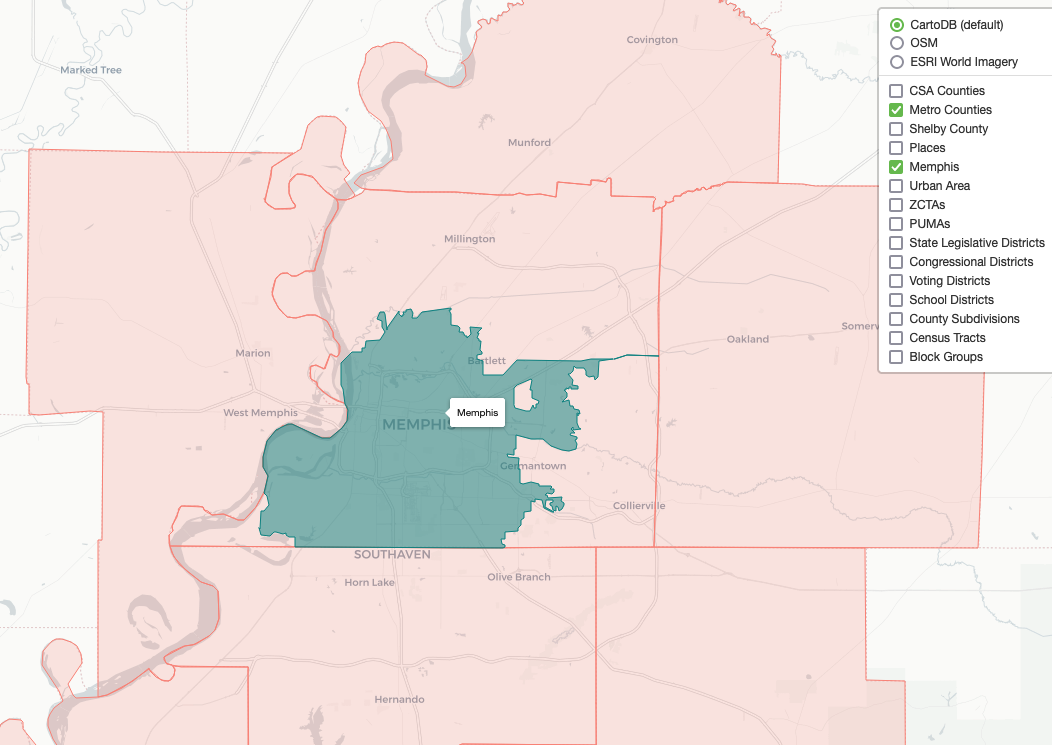 Covington
Marked Tree
Munford
Millington
Oakland
Somerv
Marion
Bartlett
West Memphis
MEMPHIS
Memphis
Germantown
Collierville
SOUTHAVEN
Horn Lake
Olive Branch
Hernando
CartoDB (default)
OSM
ESRI World Imagery
CSA Counties
Metro Counties
Shelby County
Places
Memphis
Urban Area
ZCTAs
PUMAs
State Legislative Districts
Congressional Districts
Voting Districts
School Districts
County Subdivisions
Census Tracts
Block Groups